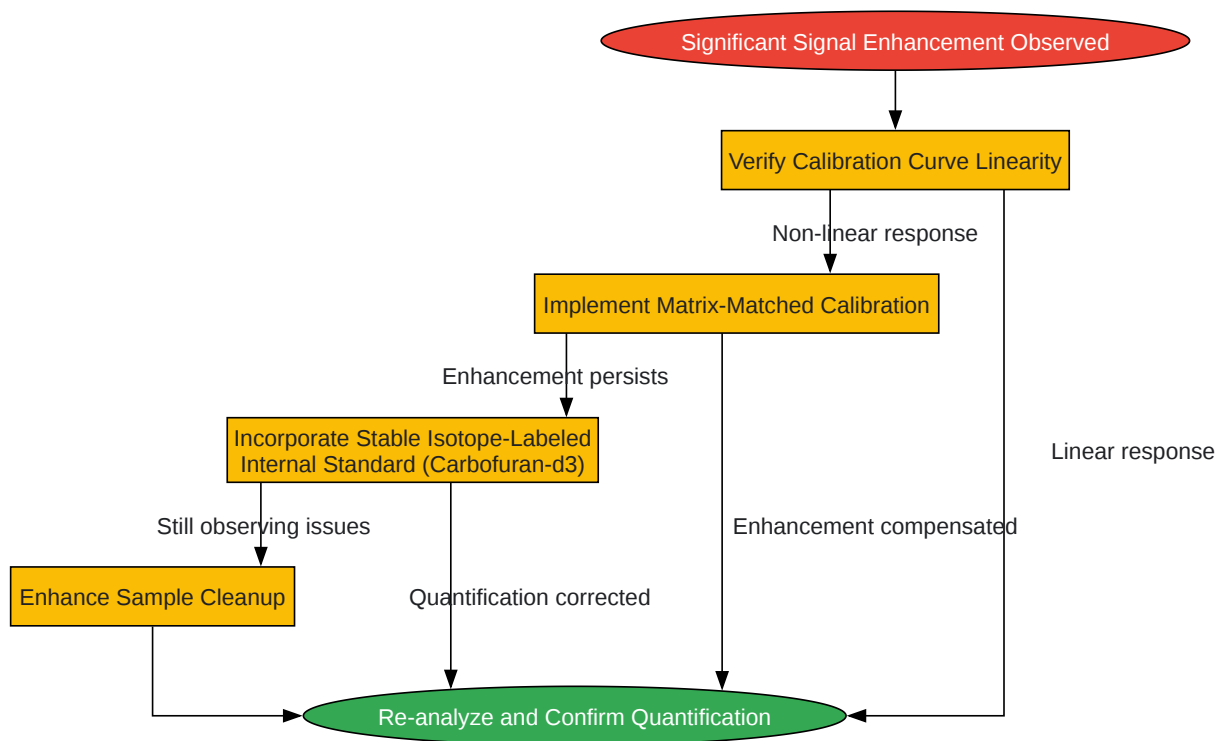 Significant Signal Enhancement Observed
Verify Calibration Curve Linearity
Non-linear response
Implement Matrix-Matched Calibration
Enhancement persists
Incorporate Stable Isotope-Labeled
Internal Standard (Carbofuran-d3)
Linear response
Still observing issues
Enhancement compensated
Enhance Sample Cleanup
Quantification corrected
Re-analyze and Confirm Quantification